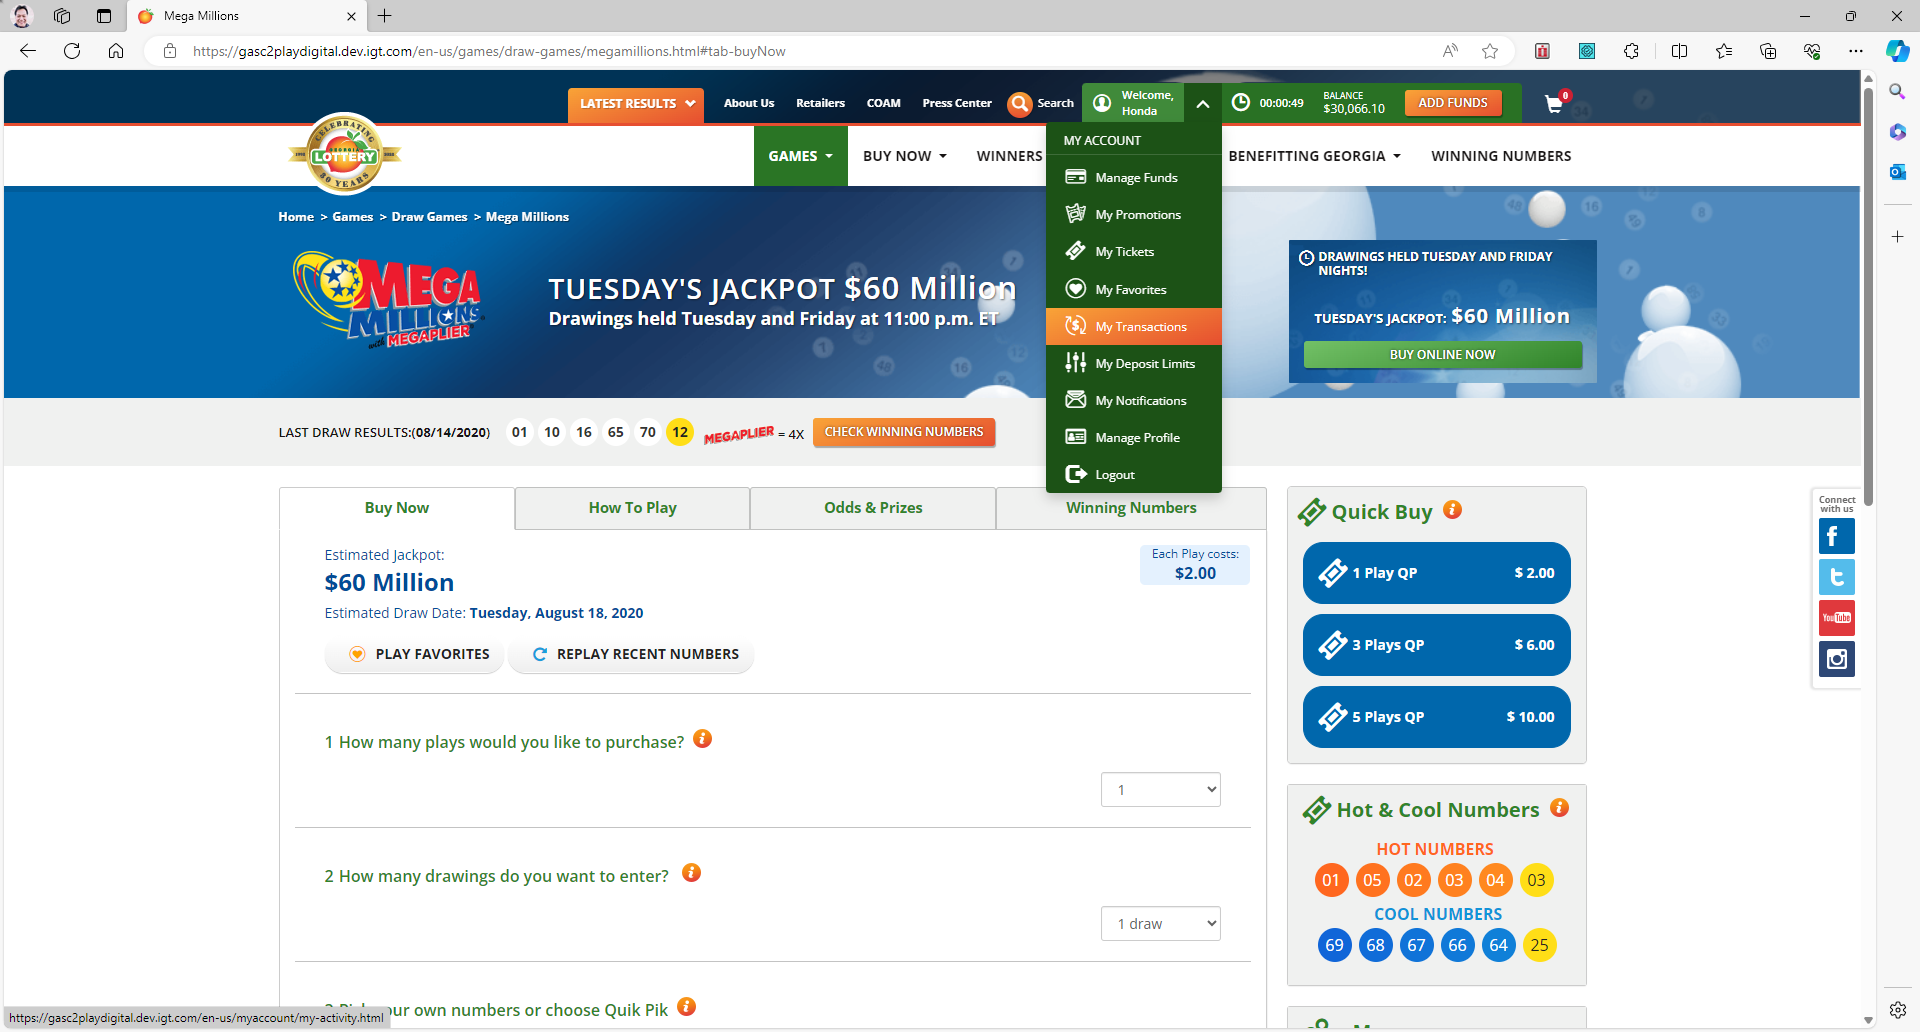 Mega Millions
https://gasc2playdigital.dev.igt.com/en-us/games/draw-games/megamillions.html#tab-buyNow
LATEST RESULTS
About Us
Retailers
COAM
Press Center
Search
Welcome,
Honda
00:00:49
BALANCE
$30,066.10
ADD FUNDS
0
CELEBRATING
GEORGIA
LOTTERY
30 YEARS
GAMES
BUY NOW
WINNERS
BENEFITTING GEORGIA
WINNING NUMBERS
MY ACCOUNT
Manage Funds
My Promotions
My Tickets
My Favorites
My Transactions
My Deposit Limits
My Notifications
Manage Profile
Logout
Home > Games > Draw Games > Mega Millions
MEGA
MILLIONS
with MEGAPLIER
TUESDAY'S JACKPOT $60 Million
Drawings held Tuesday and Friday at 11:00 p.m. ET
DRAWINGS HELD TUESDAY AND FRIDAY
NIGHTS!
TUESDAY'S JACKPOT: $60 Million
BUY ONLINE NOW
LAST DRAW RESULTS:(08/14/2020) 01 10 16 65 70 12 MEGAPLIER = 4X
CHECK WINNING NUMBERS
Buy Now
How To Play
Odds & Prizes
Winning Numbers
Estimated Jackpot:
$60 Million
Estimated Draw Date: Tuesday, August 18, 2020
Each Play costs:
$2.00
PLAY FAVORITES
REPLAY RECENT NUMBERS
1 How many plays would you like to purchase?
1
2 How many drawings do you want to enter?
1 draw
our own numbers or choose Quik Pik
Quick Buy
1 Play QP $ 2.00
3 Plays QP $ 6.00
5 Plays QP $ 10.00
Hot & Cool Numbers
HOT NUMBERS
01 05 02 03 04 03
COOL NUMBERS
69 68 67 66 64 25
Connect
with us
You Tube
https://gasc2playdigital.dev.igt.com/en-us/myaccount/my-activity.html